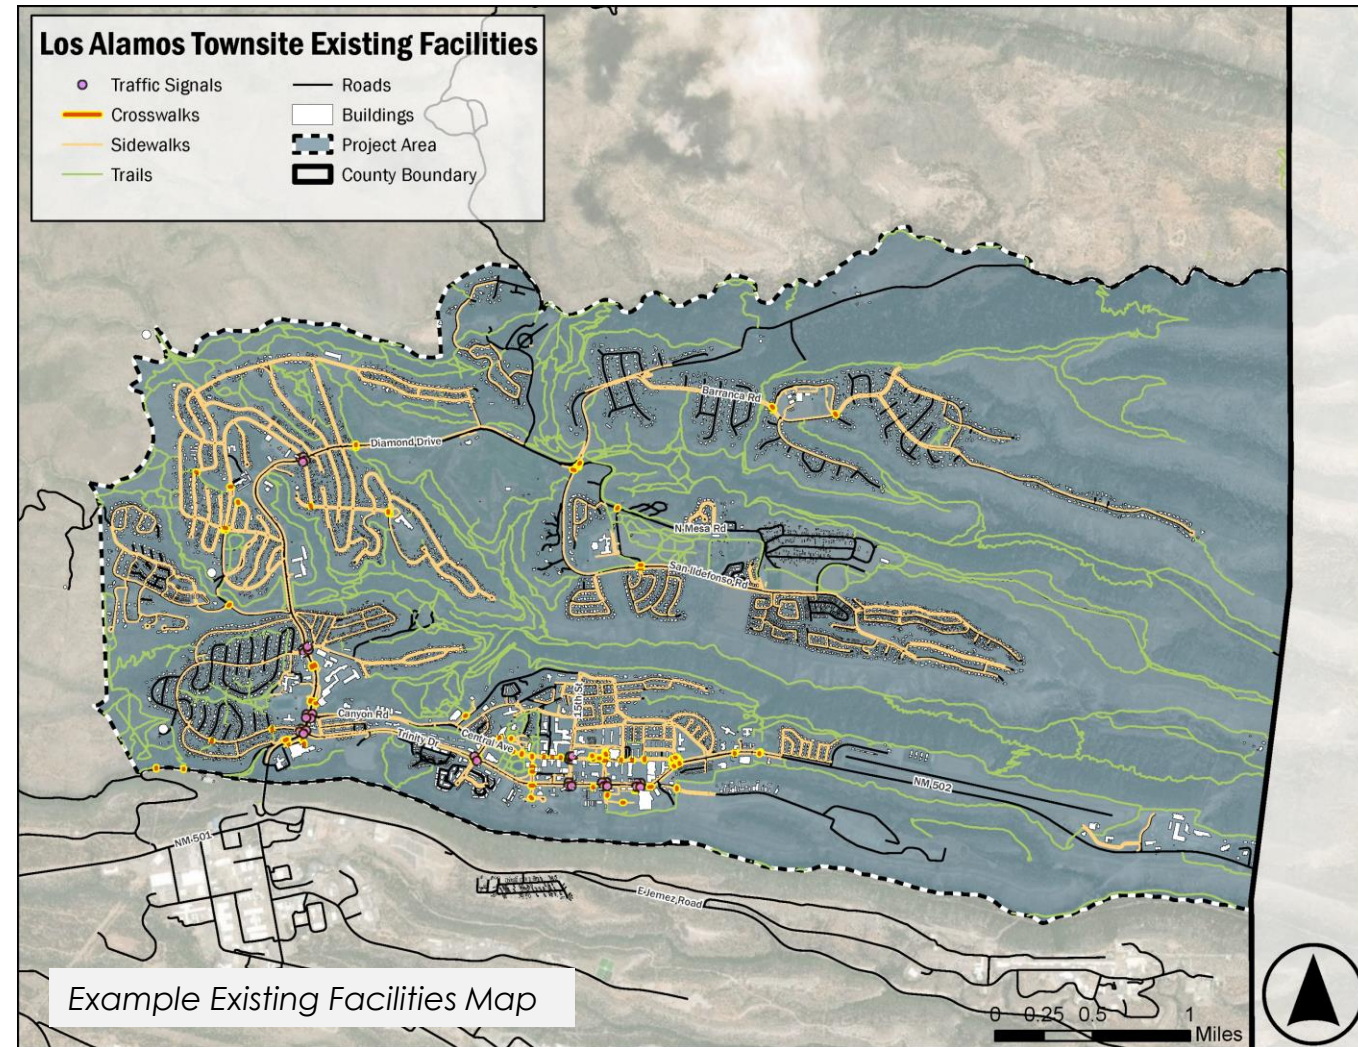 Los Alamos Townsite Existing Facilities
Traffic Signals
Crosswalks
Sidewalks
Trails
Roads
Buildings
Project Area
County Boundary
Barranca Rd
Diamond Drive
N Mesa Rd
San Ildefonso Rd
15th St
Canyon Rd
Trinity Dr
Central Ave
NM 502
NM 501
E Jemez Road
Example Existing Facilities Map
0 0.25 0.5 1
Miles